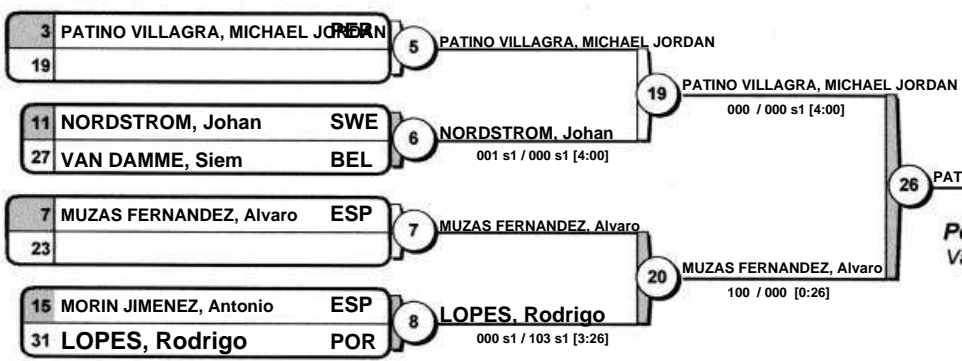 3 PATINO VILLAGRA, MICHAEL JORDAN PER
19
5
PATINO VILLAGRA, MICHAEL JORDAN
11 NORDSTROM, Johan SWE
27 VAN DAMME, Siem BEL
6
NORDSTROM, Johan
001 s1 / 000 s1 [4:00]
19
PATINO VILLAGRA, MICHAEL JORDAN
000 / 000 s1 [4:00]
7 MUZAS FERNANDEZ, Alvaro ESP
23
7
MUZAS FERNANDEZ, Alvaro
15 MORIN JIMENEZ, Antonio ESP
31 LOPES, Rodrigo POR
8
LOPES, Rodrigo
000 s1 / 103 s1 [3:26]
20
MUZAS FERNANDEZ, Alvaro
100 / 000 [0:26]
26
PAT